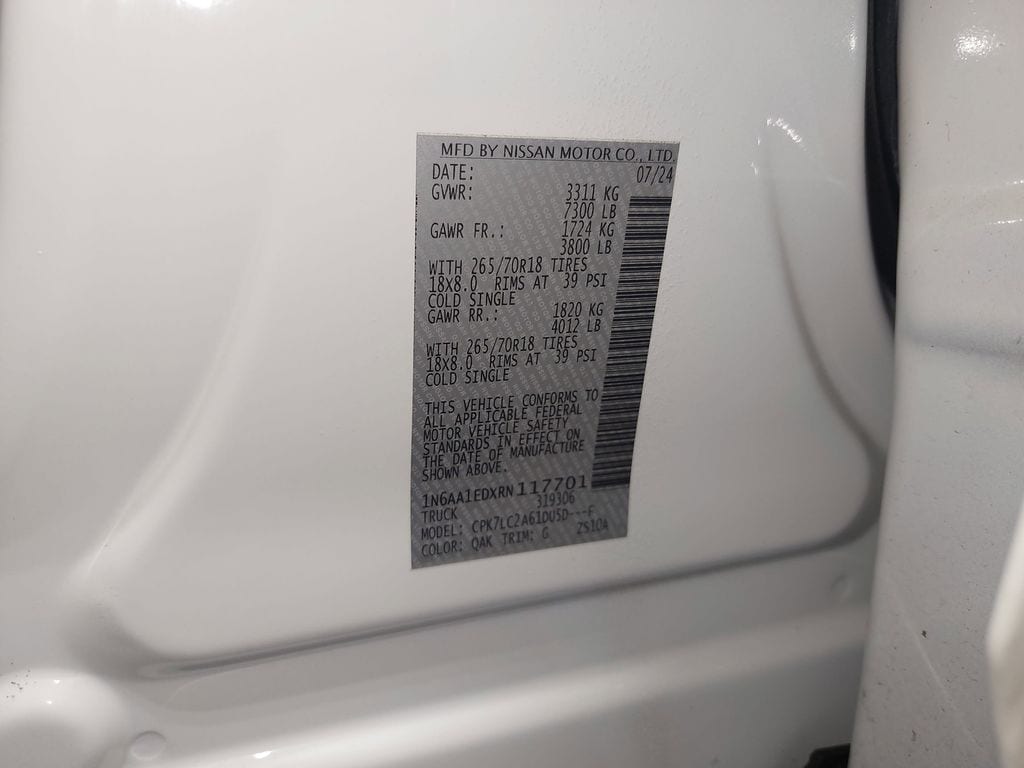 MFD BY NISSAN MOTOR CO., LTD.
DATE: 07/24
GVWR: 3311 KG
7300 LB
GAWR FR.: 1724 KG
3800 LB
WITH 265/70R18 TIRES
18X8.0 RIMS AT 39 PSI
COLD SINGLE
GAWR RR.: 1820 KG
4012 LB
WITH 265/70R18 TIRES
18X8.0 RIMS AT 39 PSI
COLD SINGLE
THIS VEHICLE CONFORMS TO
ALL APPLICABLE FEDERAL
MOTOR VEHICLE SAFETY
STANDARDS IN EFFECT ON
THE DATE OF MANUFACTURE
SHOWN ABOVE.
1N6AA1EDXRN117701
TRUCK 319306
MODEL: CPK7LC2A61DU5D---F
COLOR: QAK TRIM: G ZS10A